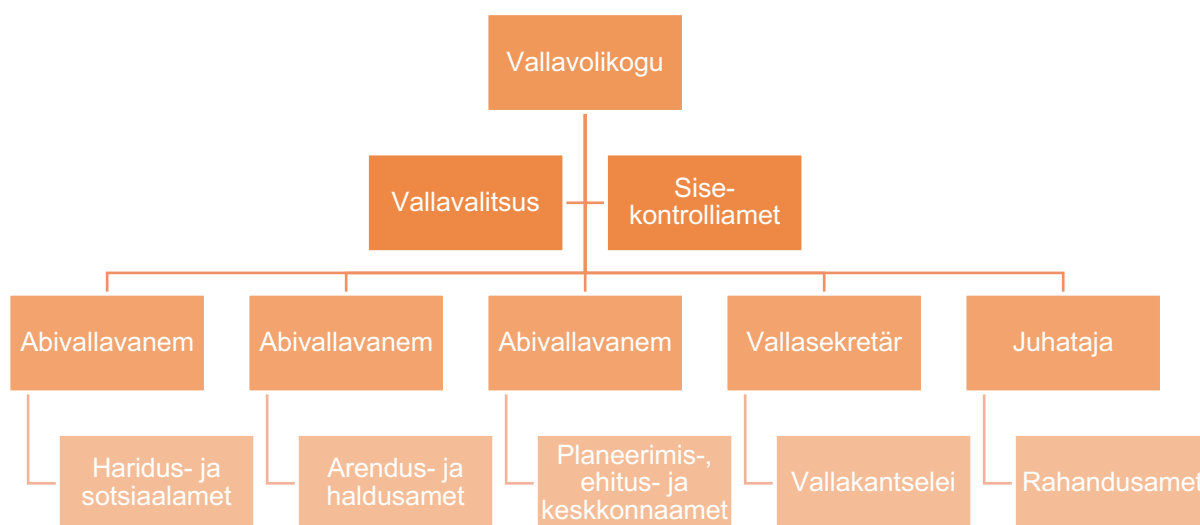 Vallavolikogu
Vallavalitsus
Sise-
kontrolliamet
Abivallavanem
Abivallavanem
Abivallavanem
Vallasekretär
Juhataja
Haridus- ja
sotsiaalamet
Arendus- ja
haldusamet
Planeerimis-,
ehitus- ja
keskkonnaamet
Vallakantselei
Rahandusamet